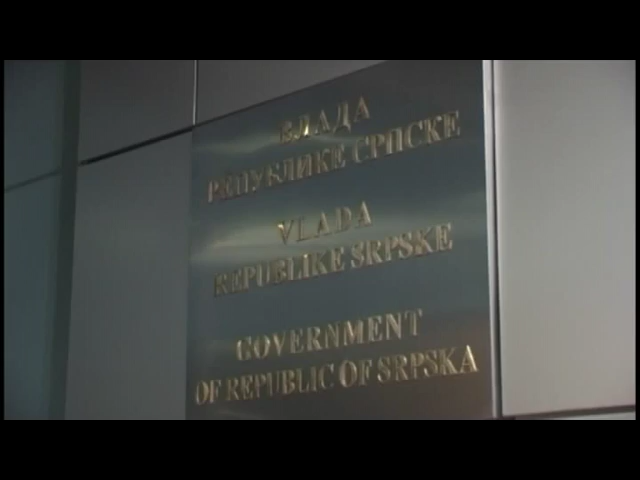 ВЛАДА
РЕПУБЛИКЕ СРПСКЕ
VLADA
REPUBLIKE SRPSKE
GOVERNMENT
OF REPUBLIC OF SRPSKA